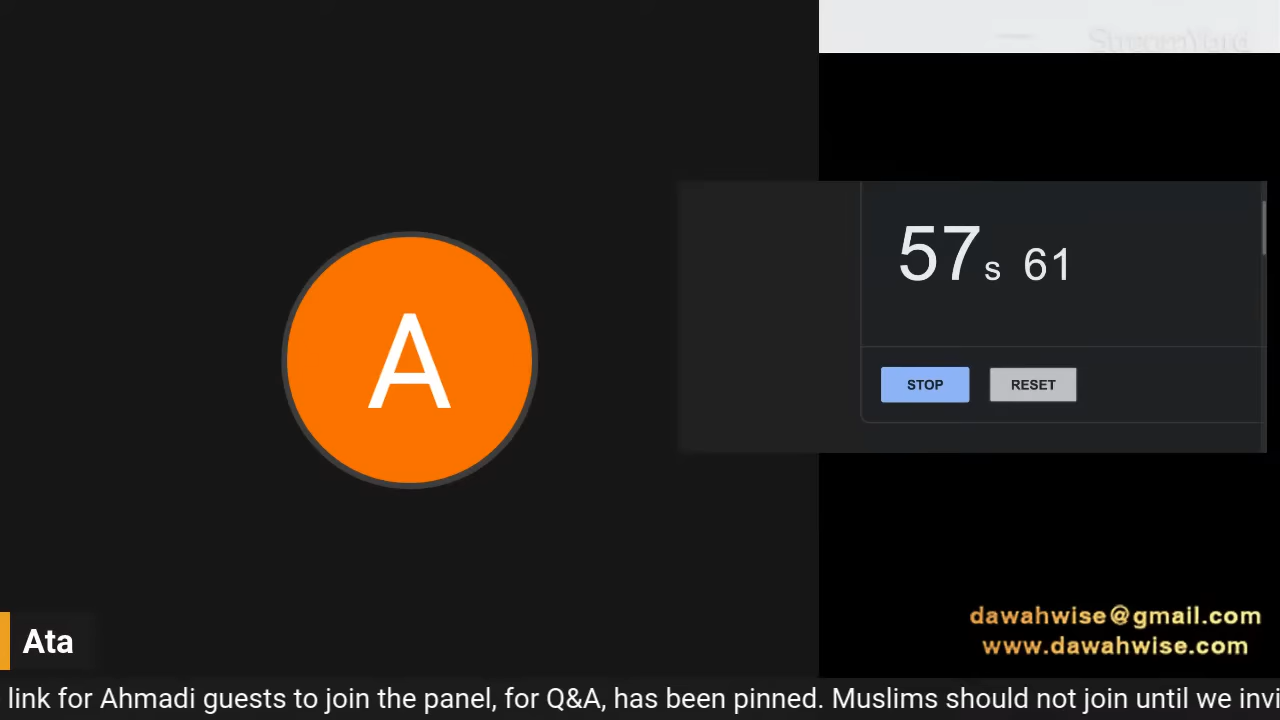 StreamYard
57s 61
STOP RESET
A
dawahwise@gmail.com
Ata
www.dawahwise.com
link for Ahmadi guests to join the panel, for Q&A, has been pinned. Muslims should not join until we invi